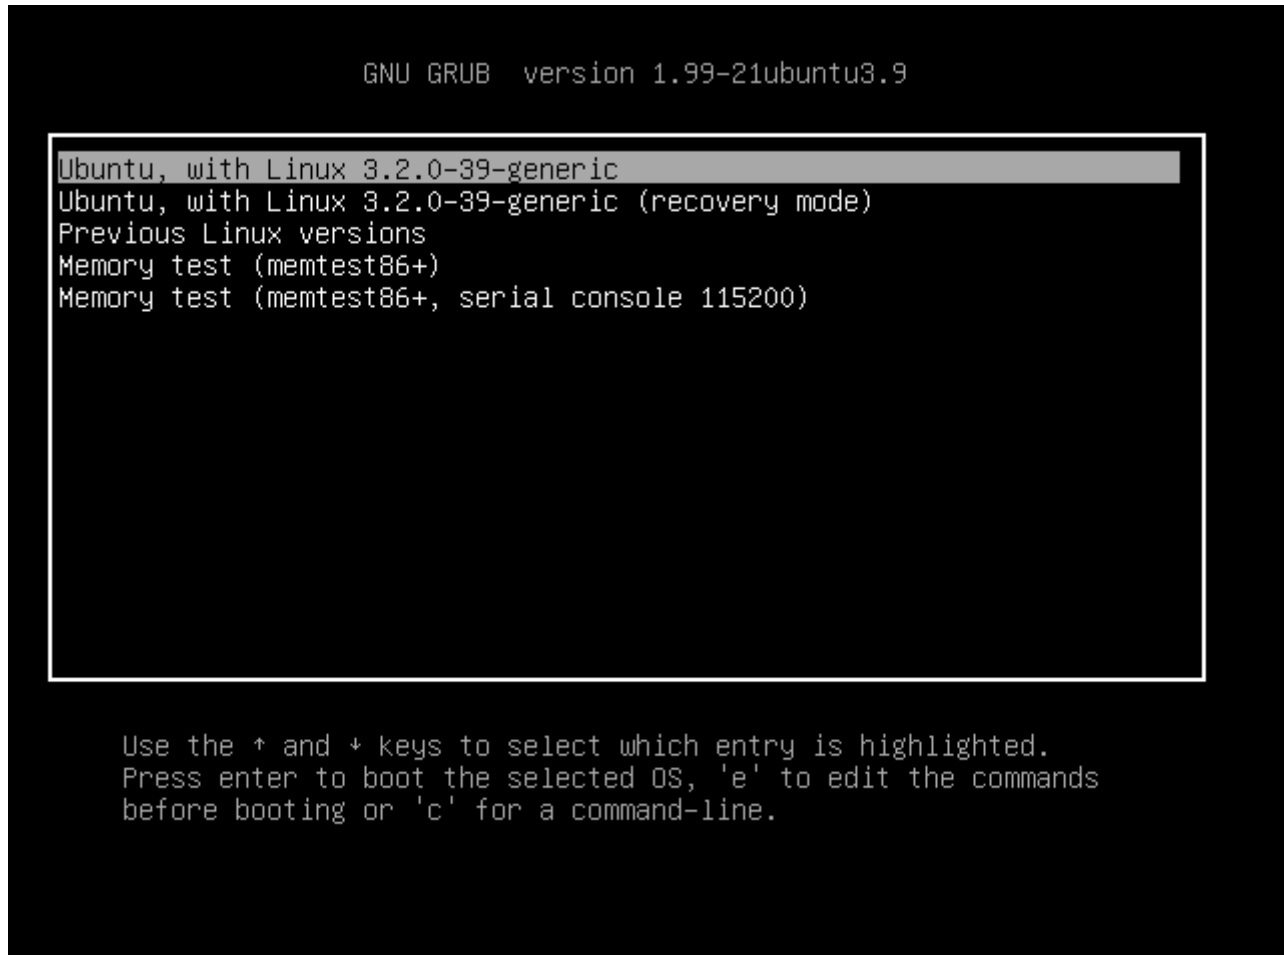 GNU GRUB  version 1.99-21ubuntu3.9
Ubuntu, with Linux 3.2.0-39-generic
Ubuntu, with Linux 3.2.0-39-generic (recovery mode)
Previous Linux versions
Memory test (memtest86+)
Memory test (memtest86+, serial console 115200)
Use the ↑ and ↓ keys to select which entry is highlighted.
Press enter to boot the selected OS, 'e' to edit the commands
before booting or 'c' for a command-line.